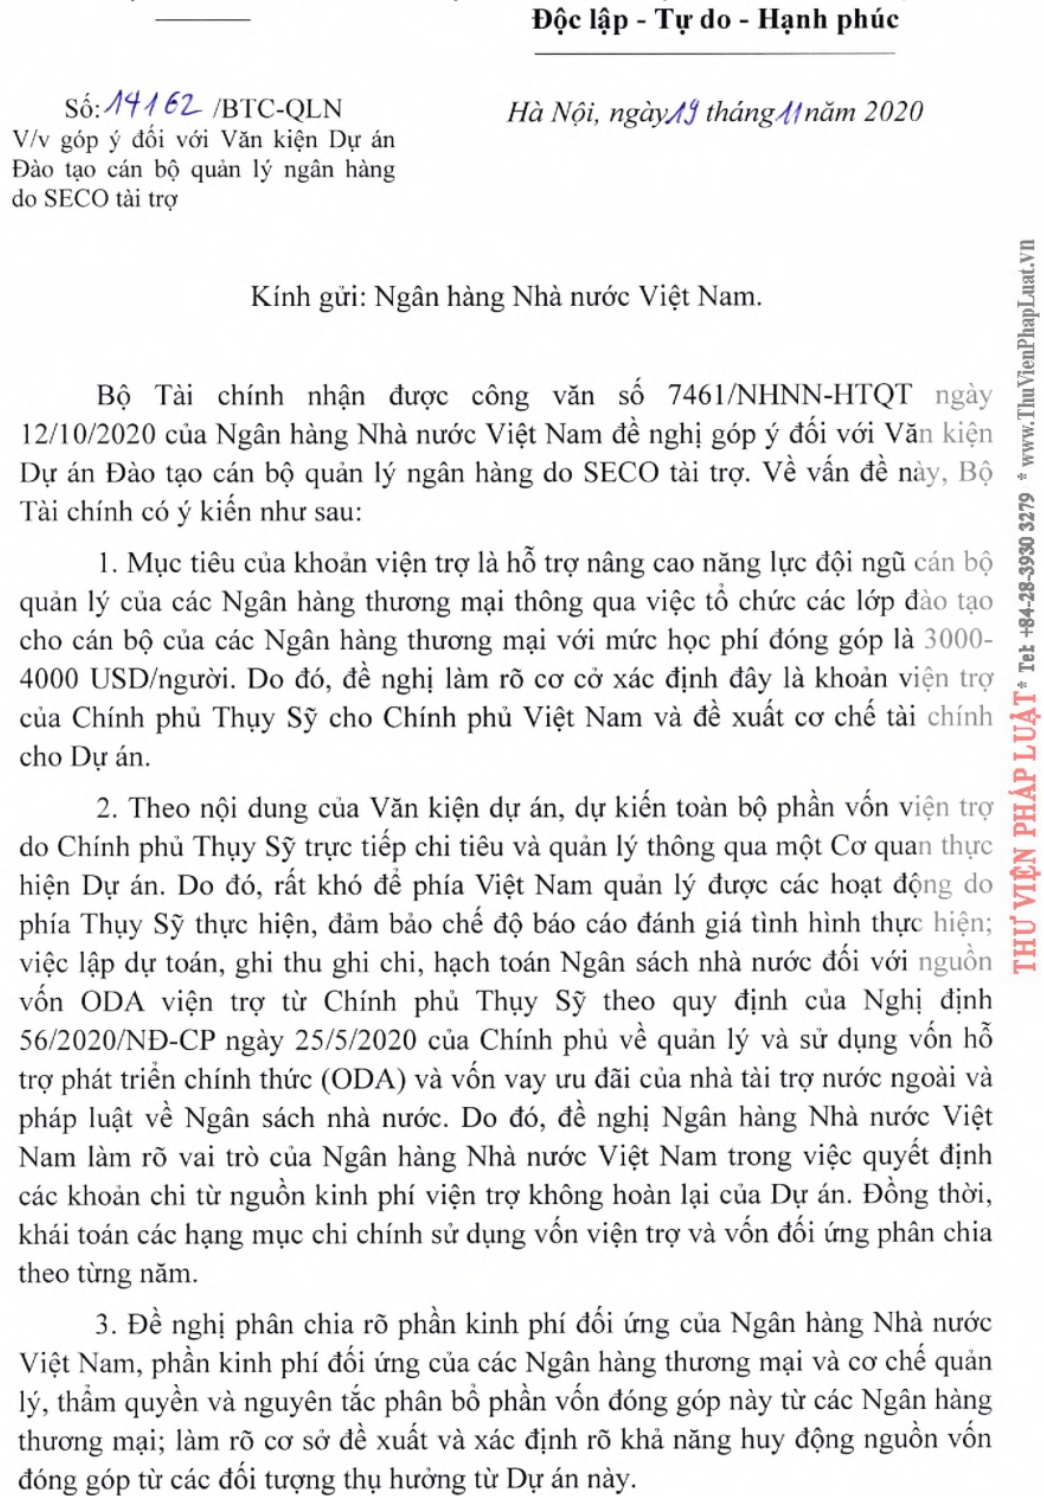 Độc lập - Tự do - Hạnh phúc
Số: 14162 /BTC-QLN
V/v góp ý đối với Văn kiện Dự án
Đào tạo cán bộ quản lý ngân hàng
do SECO tài trợ
Hà Nội, ngày 19 tháng 11 năm 2020
Kính gửi: Ngân hàng Nhà nước Việt Nam.
Bộ Tài chính nhận được công văn số 7461/NHNN-HTQT ngày
12/10/2020 của Ngân hàng Nhà nước Việt Nam đề nghị góp ý đối với Văn kiện
Dự án Đào tạo cán bộ quản lý ngân hàng do SECO tài trợ. Về vấn đề này, Bộ
Tài chính có ý kiến như sau:
1. Mục tiêu của khoản viện trợ là hỗ trợ nâng cao năng lực đội ngũ cán bộ
quản lý của các Ngân hàng thương mại thông qua việc tổ chức các lớp đào tạo
cho cán bộ của các Ngân hàng thương mại với mức học phí đóng góp là 3000-
4000 USD/người. Do đó, đề nghị làm rõ cơ cở xác định đây là khoản viện trợ
của Chính phủ Thụy Sỹ cho Chính phủ Việt Nam và đề xuất cơ chế tài chính
cho Dự án.
2. Theo nội dung của Văn kiện dự án, dự kiến toàn bộ phần vốn viện trợ
do Chính phủ Thụy Sỹ trực tiếp chi tiêu và quản lý thông qua một Cơ quan thực
hiện Dự án. Do đó, rất khó để phía Việt Nam quản lý được các hoạt động do
phía Thụy Sỹ thực hiện, đảm bảo chế độ báo cáo đánh giá tình hình thực hiện;
việc lập dự toán, ghi thu ghi chi, hạch toán Ngân sách nhà nước đối với nguồn
vốn ODA viện trợ từ Chính phủ Thụy Sỹ theo quy định của Nghị định
56/2020/NĐ-CP ngày 25/5/2020 của Chính phủ về quản lý và sử dụng vốn hỗ
trợ phát triển chính thức (ODA) và vốn vay ưu đãi của nhà tài trợ nước ngoài và
pháp luật về Ngân sách nhà nước. Do đó, đề nghị Ngân hàng Nhà nước Việt
Nam làm rõ vai trò của Ngân hàng Nhà nước Việt Nam trong việc quyết định
các khoản chi từ nguồn kinh phí viện trợ không hoàn lại của Dự án. Đồng thời,
khái toán các hạng mục chi chính sử dụng vốn viện trợ và vốn đối ứng phân chia
theo từng năm.
3. Đề nghị phân chia rõ phần kinh phí đối ứng của Ngân hàng Nhà nước
Việt Nam, phần kinh phí đối ứng của các Ngân hàng thương mại và cơ chế quản
lý, thẩm quyền và nguyên tắc phân bổ phần vốn đóng góp này từ các Ngân hàng
thương mại; làm rõ cơ sở đề xuất và xác định rõ khả năng huy động nguồn vốn
đóng góp từ các đối tượng thụ hưởng từ Dự án này.
THƯ VIỆN PHÁP LUẬT * Tel: +84-28-3930 3279 * www.ThuVienPhapLuat.vn